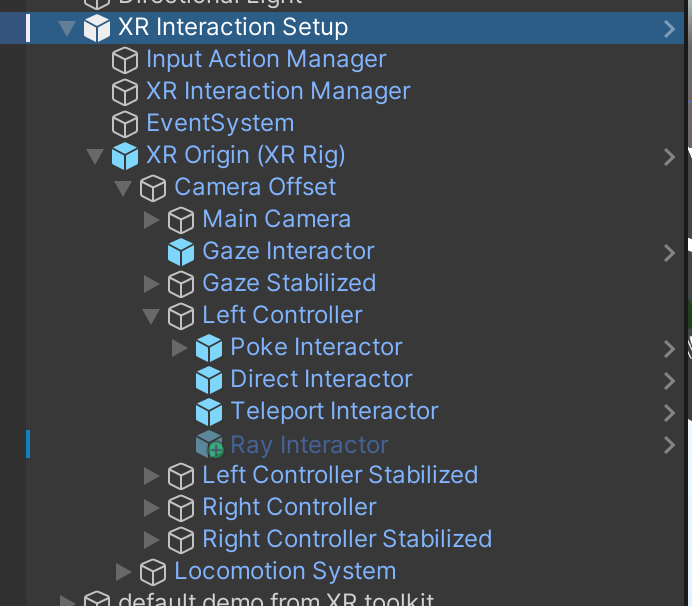 Directional Light
XR Interaction Setup
Input Action Manager
XR Interaction Manager
EventSystem
XR Origin (XR Rig)
Camera Offset
Main Camera
Gaze Interactor
Gaze Stabilized
Left Controller
Poke Interactor
Direct Interactor
Teleport Interactor
Ray Interactor
Left Controller Stabilized
Right Controller
Right Controller Stabilized
Locomotion System
default demo from XR toolkit